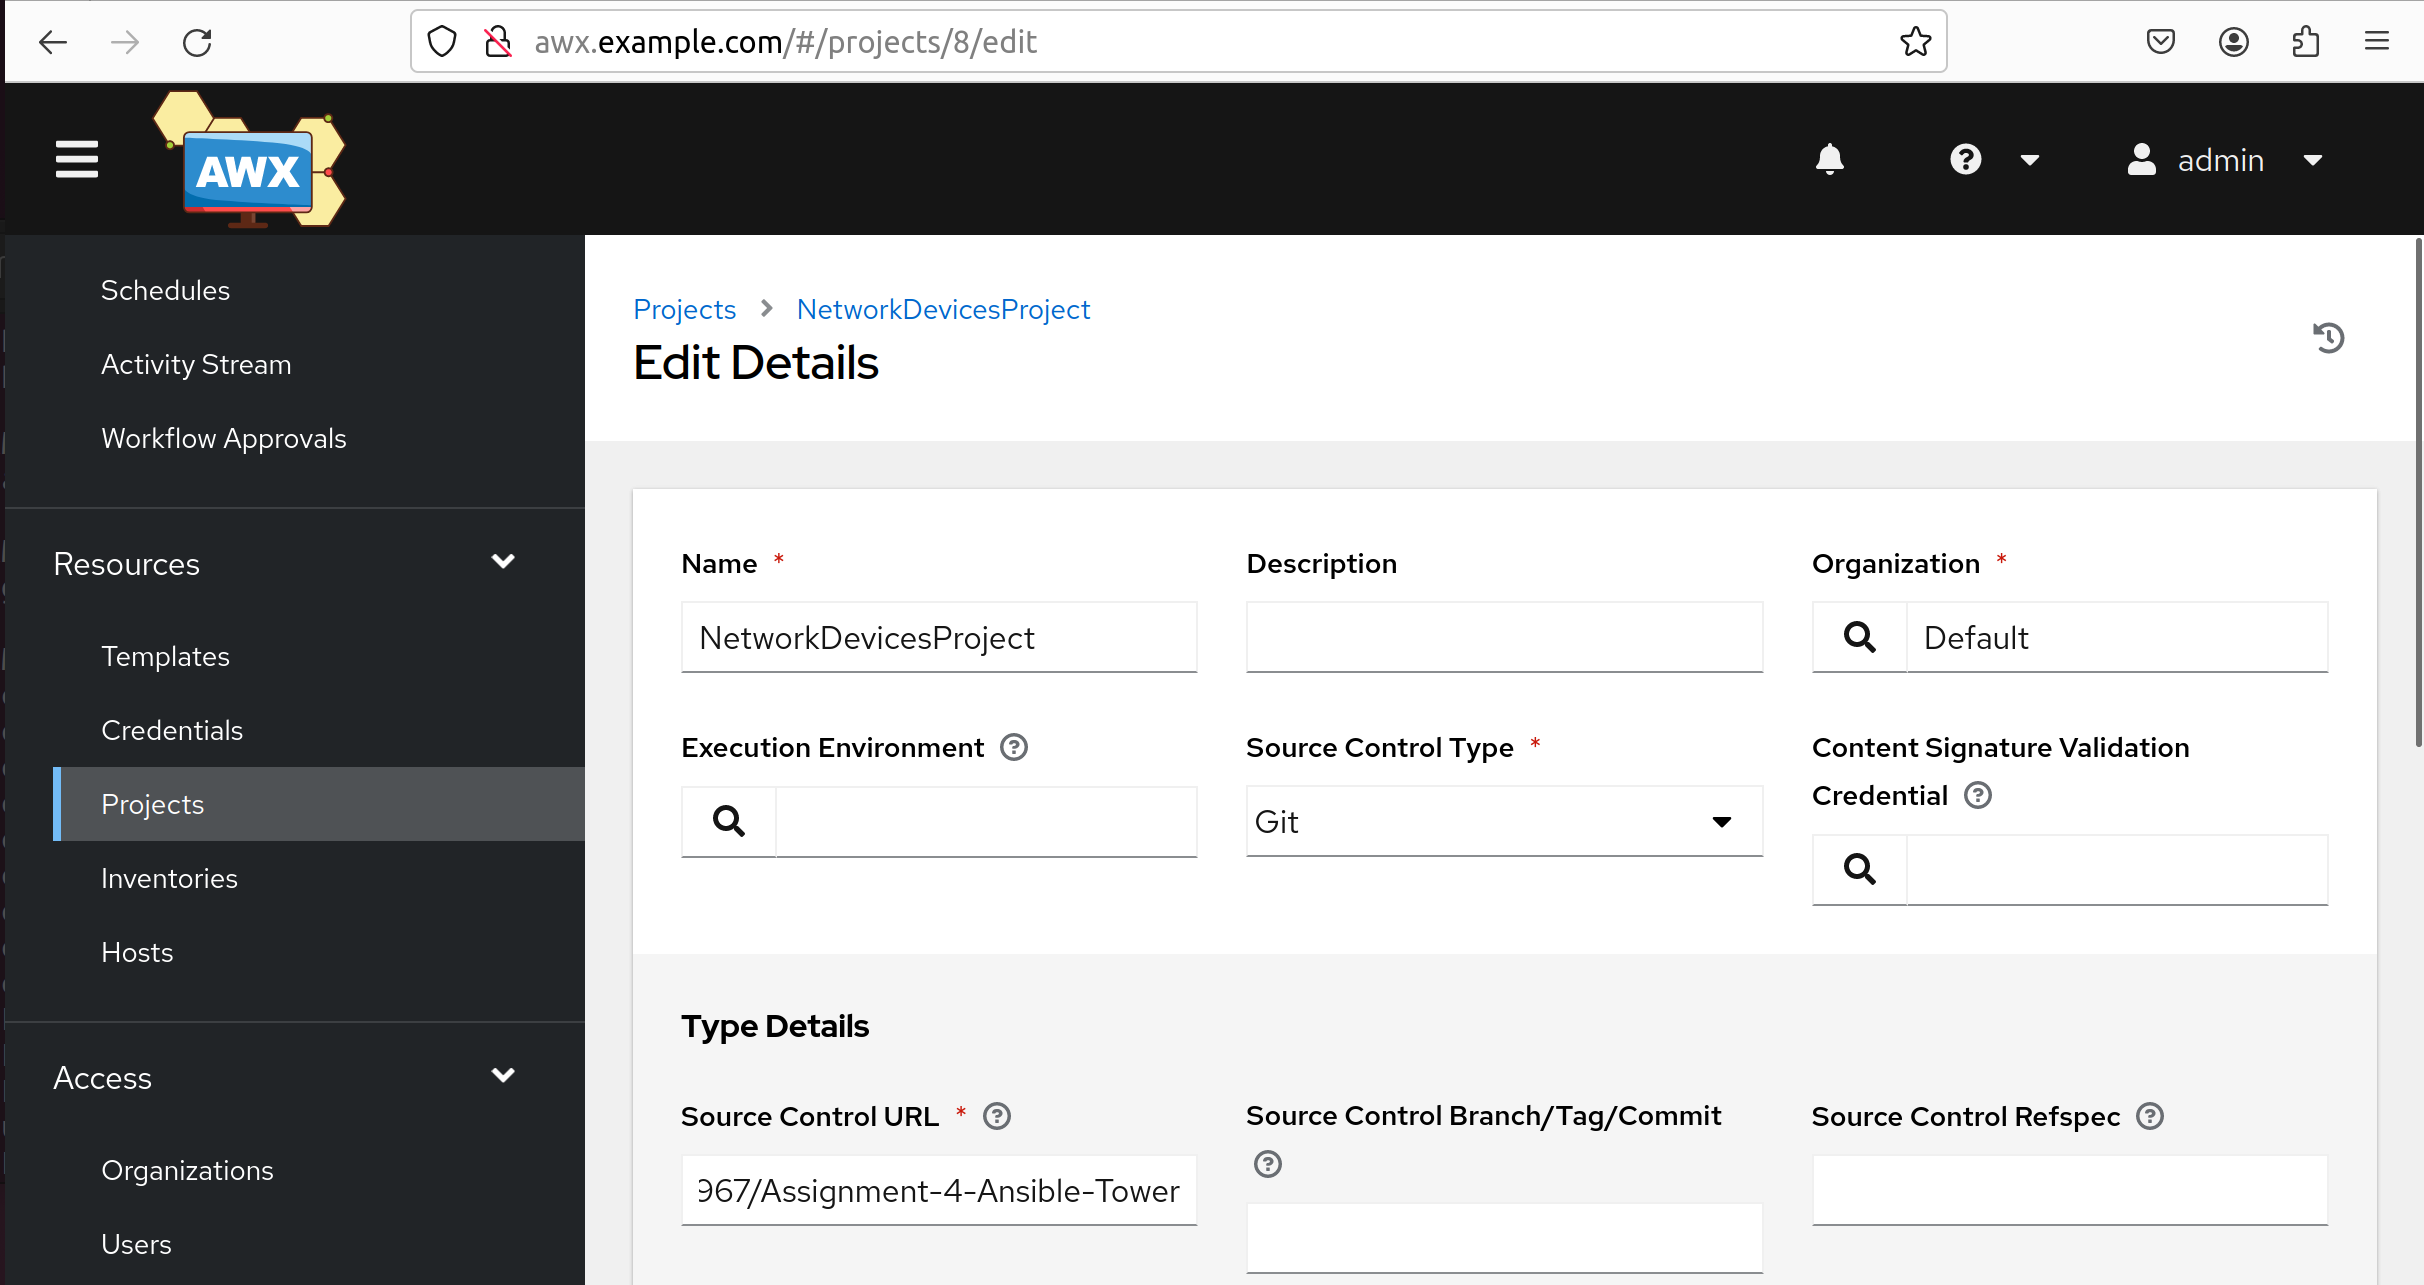 awx.example.com/#/projects/8/edit
AWX
admin
Schedules
Activity Stream
Workflow Approvals
Resources
Templates
Credentials
Projects
Inventories
Hosts
Access
Organizations
Users
Projects > NetworkDevicesProject
Edit Details
Name *
NetworkDevicesProject
Description
Organization *
Default
Execution Environment
Source Control Type *
Git
Content Signature Validation
Credential
Type Details
Source Control URL *
967/Assignment-4-Ansible-Tower
Source Control Branch/Tag/Commit
Source Control Refspec